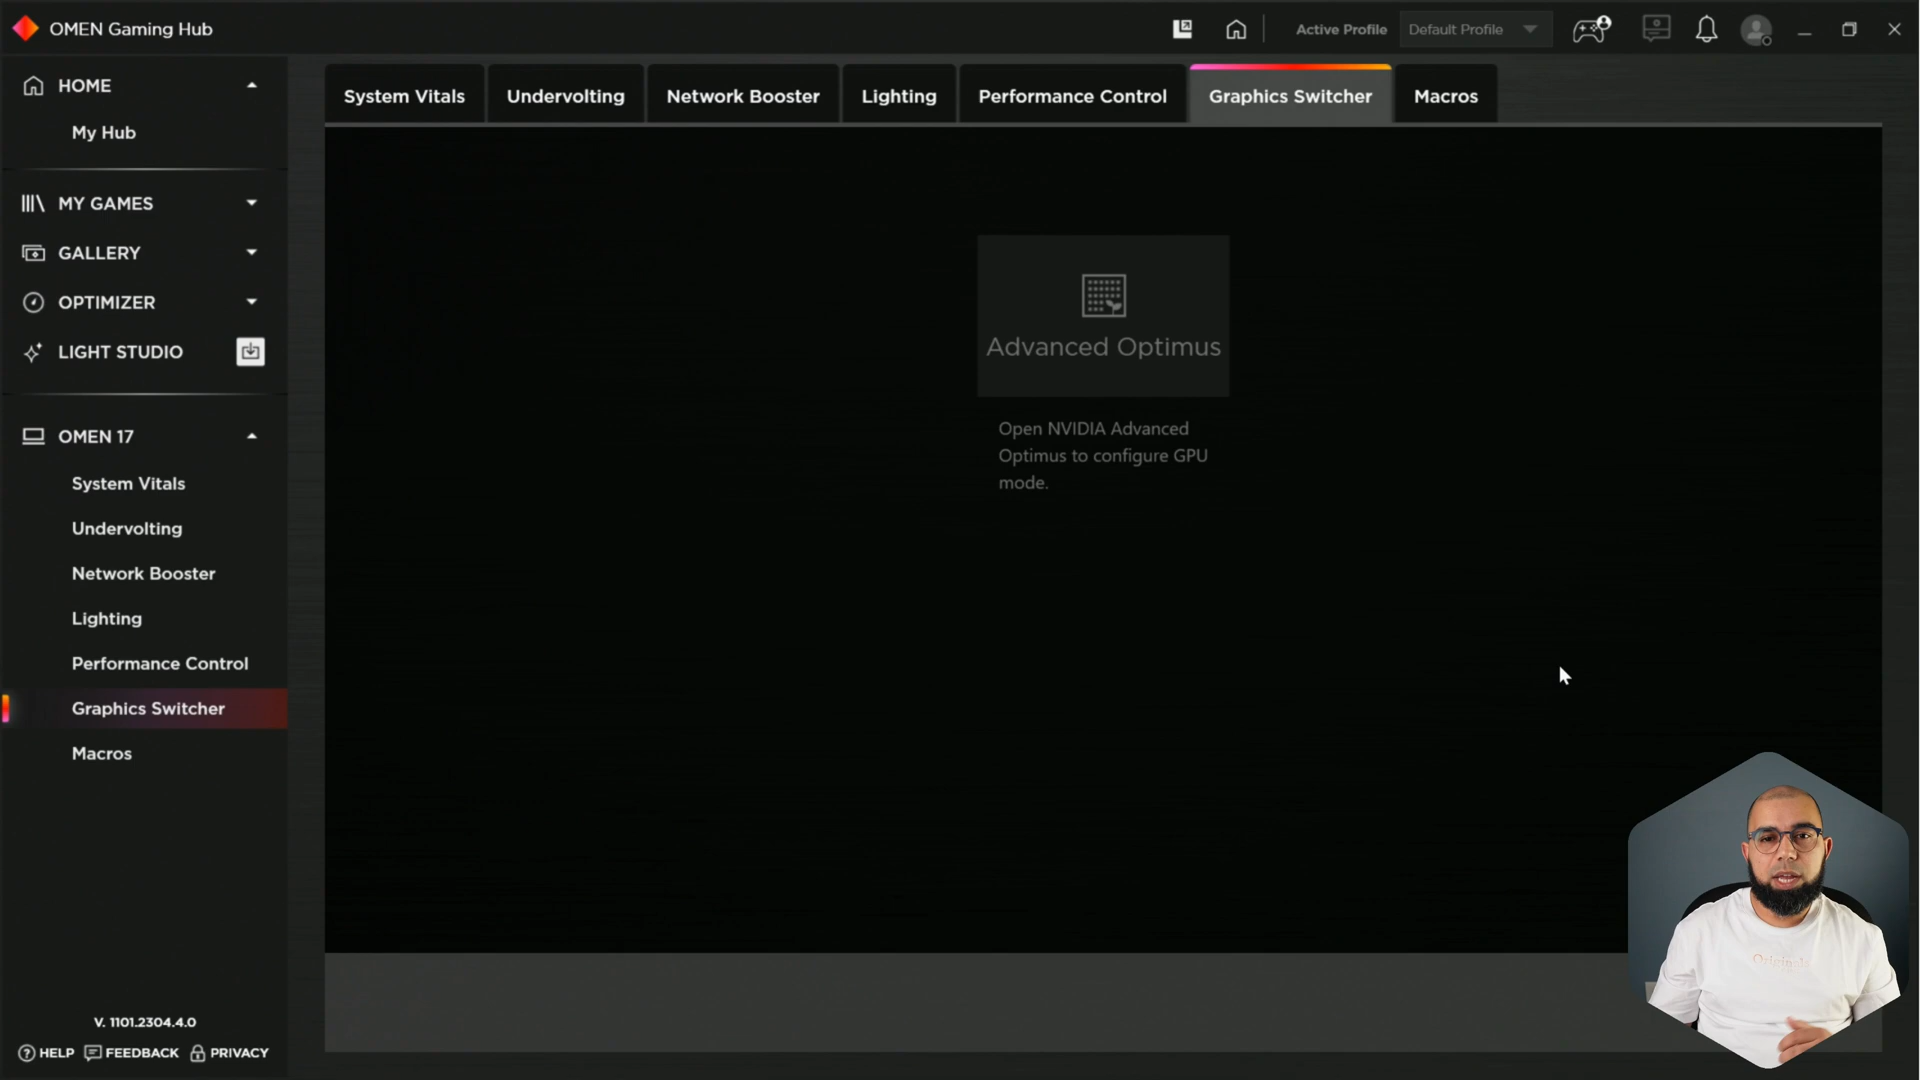 OMEN Gaming Hub
Active Profile
Default Profile
HOME
My Hub
MY GAMES
GALLERY
OPTIMIZER
LIGHT STUDIO
OMEN 17
System Vitals
Undervolting
Network Booster
Lighting
Performance Control
Graphics Switcher
Macros
V. 1101.2304.4.0
HELP
FEEDBACK
PRIVACY
System Vitals
Undervolting
Network Booster
Lighting
Performance Control
Graphics Switcher
Macros
Advanced Optimus
Open NVIDIA Advanced
Optimus to configure GPU
mode.